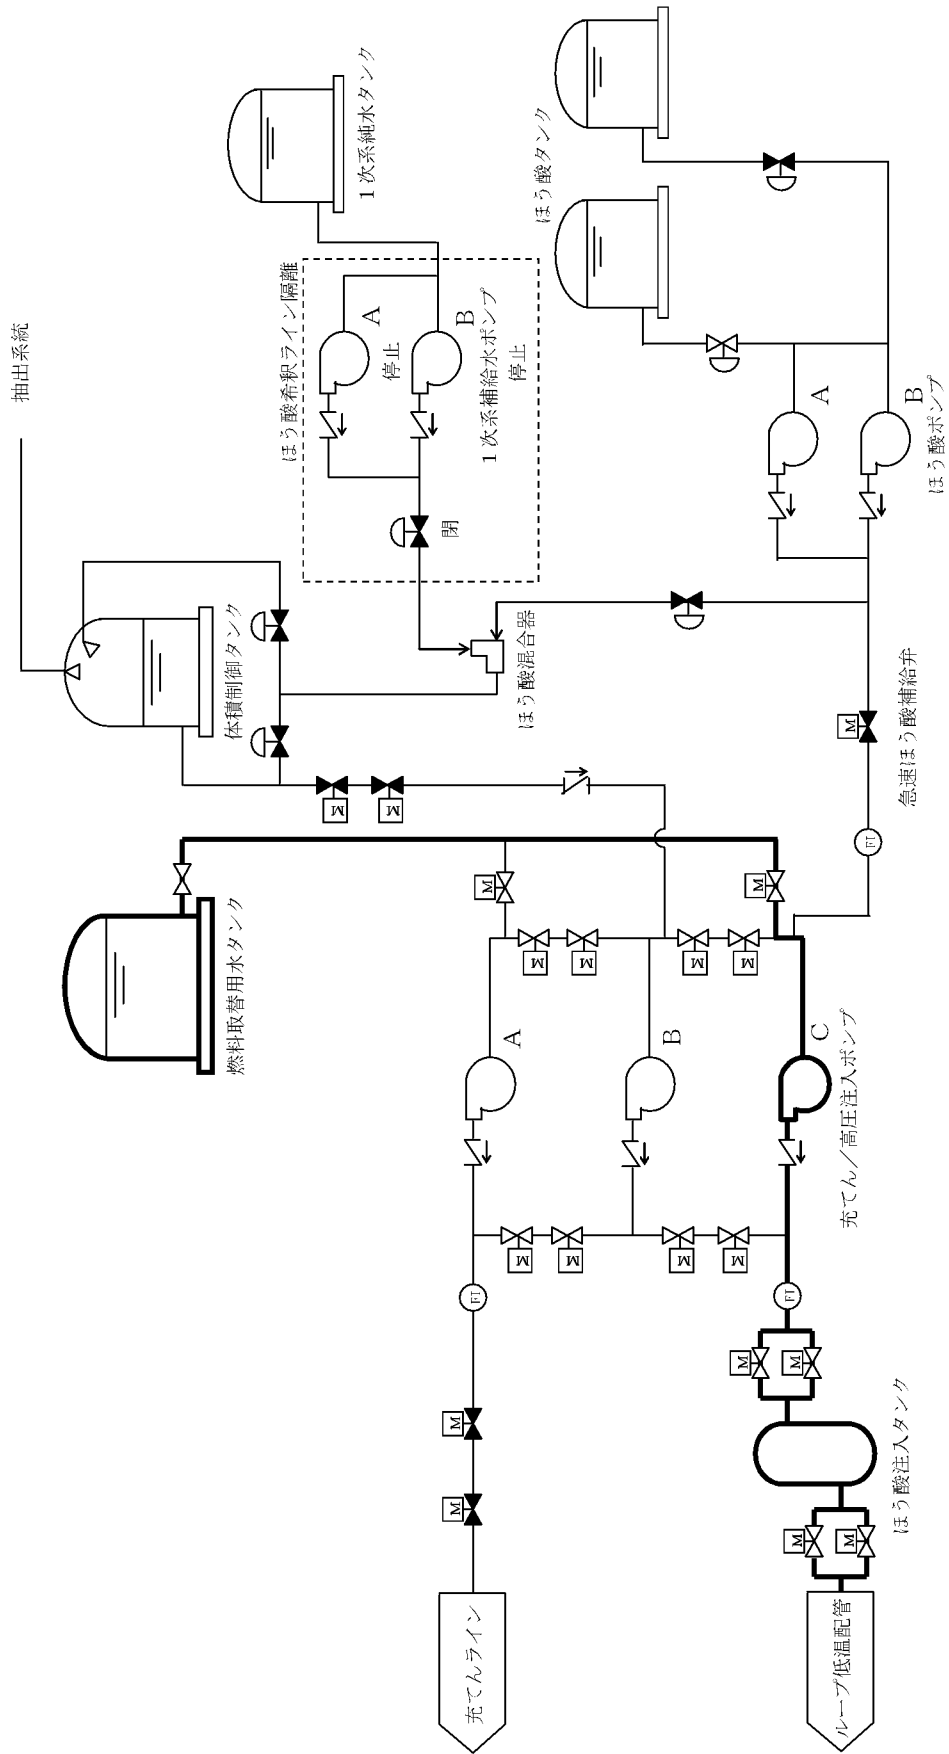 抽出系統
1次系純水タンク
ほう酸タンク
ほう酸希釈ライン隔離
A
停止
B
1次系補給水ポンプ
停止
閉
体積制御タンク
ほう酸混合器
A
B
ほう酸ポンプ
M
急速ほう酸補給弁
FI
M
M
燃料取替用水タンク
M
M
M
M
M
M
A
B
C
充てん／高圧注入ポンプ
M
M
M
M
FI
FI
M
M
M
M
ほう酸注入タンク
M
M
充てんライン
ループ低温配管